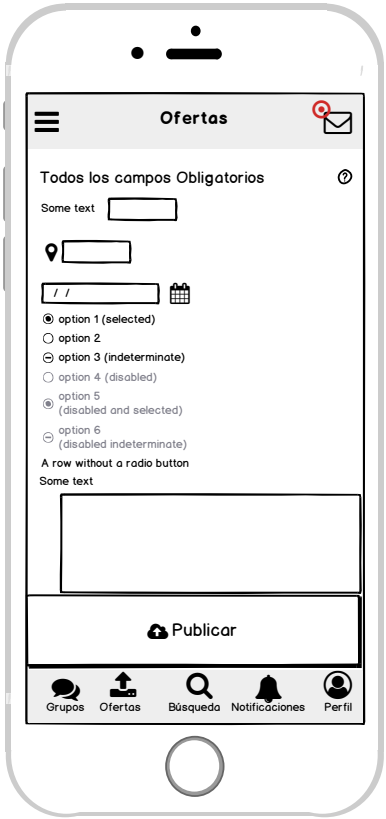 Ofertas
Todos los campos Obligatorios ?
Some text
/ /
option 1 (selected)
option 2
option 3 (indeterminate)
option 4 (disabled)
option 5
(disabled and selected)
option 6
(disabled indeterminate)
A row without a radio button
Some text
Publicar
Grupos Ofertas Búsqueda Notificaciones Perfil